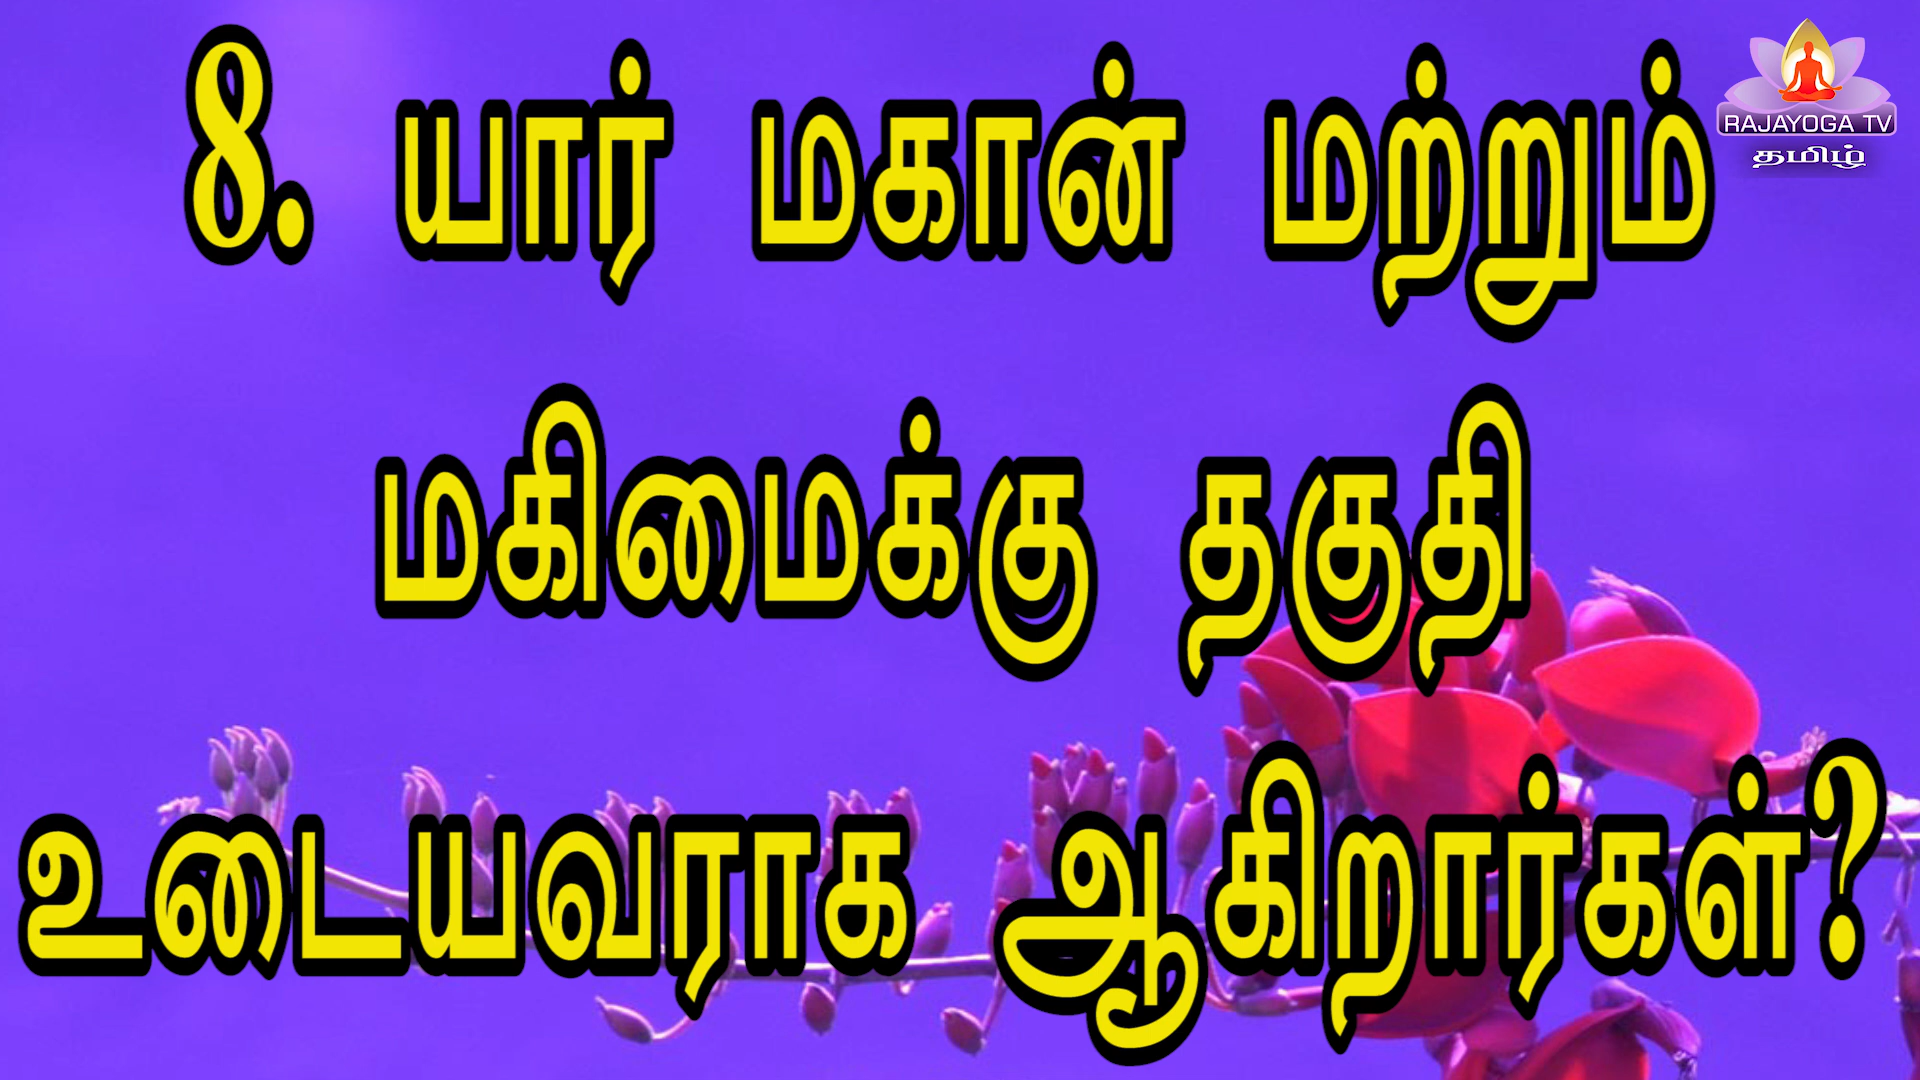 8. யார் மகான் மற்றும்
மகிமைக்கு தகுதி
உடையவராக ஆகிறார்கள்?
RAJAYOGA TV
தமிழ்